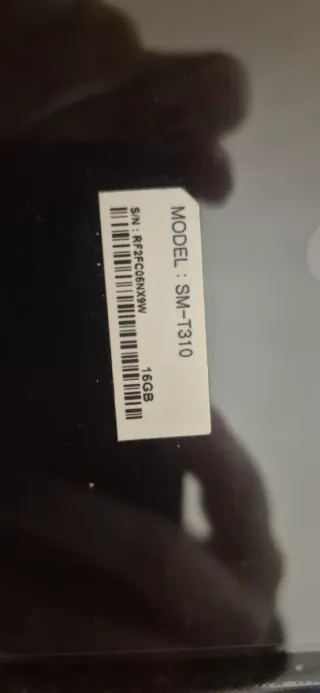 MODEL : SM-T310
16GB
S/N : RF2FC06NX9W